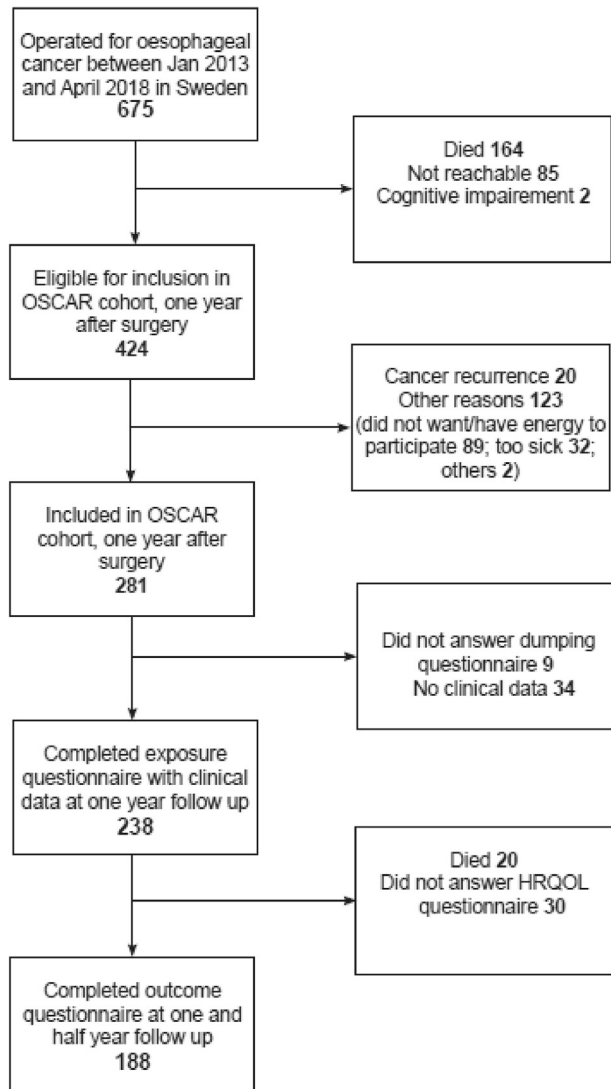 Operated for oesophageal
cancer between Jan 2013
and April 2018 in Sweden
675
Died 164
Not reachable 85
Cognitive impairement 2
Eligible for inclusion in
OSCAR cohort, one year
after surgery
424
Cancer recurrence 20
Other reasons 123
(did not want/have energy to
participate 89; too sick 32;
others 2)
Included in OSCAR
cohort, one year after
surgery
281
Did not answer dumping
questionnaire 9
No clinical data 34
Completed exposure
questionnaire with clinical
data at one year follow up
238
Died 20
Did not answer HRQOL
questionnaire 30
Completed outcome
questionnaire at one and
half year follow up
188